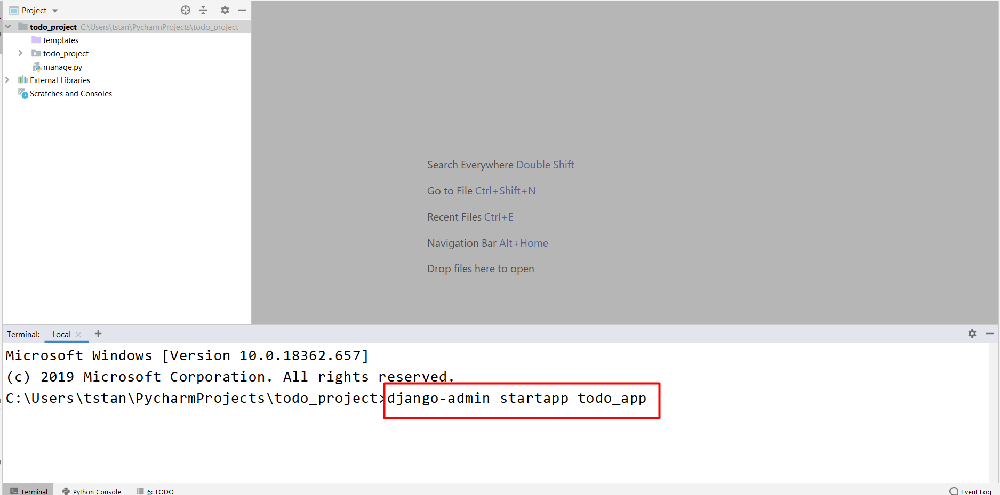 Project
todo_project C:\Users\tstan\PycharmProjects\todo_project
templates
todo_project
manage.py
External Libraries
Scratches and Consoles
Search Everywhere Double Shift
Go to File Ctrl+Shift+N
Recent Files Ctrl+E
Navigation Bar Alt+Home
Drop files here to open
Terminal: Local
Microsoft Windows [Version 10.0.18362.657]
(c) 2019 Microsoft Corporation. All rights reserved.
C:\Users\tstan\PycharmProjects\todo_project>django-admin startapp todo_app
Terminal Python Console 6: TODO Event Log